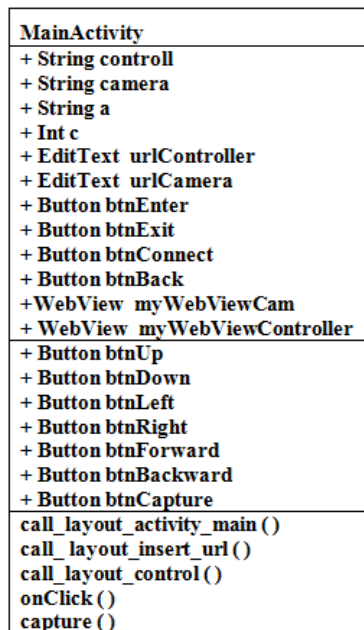 MainActivity
+ String controll
+ String camera
+ String a
+ Int c
+ EditText urlController
+ EditText urlCamera
+ Button btnEnter
+ Button btnExit
+ Button btnConnect
+ Button btnBack
+WebView myWebViewCam
+ WebView myWebViewController
+ Button btnUp
+ Button btnDown
+ Button btnLeft
+ Button btnRight
+ Button btnForward
+ Button btnBackward
+ Button btnCapture
call_layout_activity_main ( )
call_ layout_insert_url ( )
call_layout_control ( )
onClick ( )
capture ( )